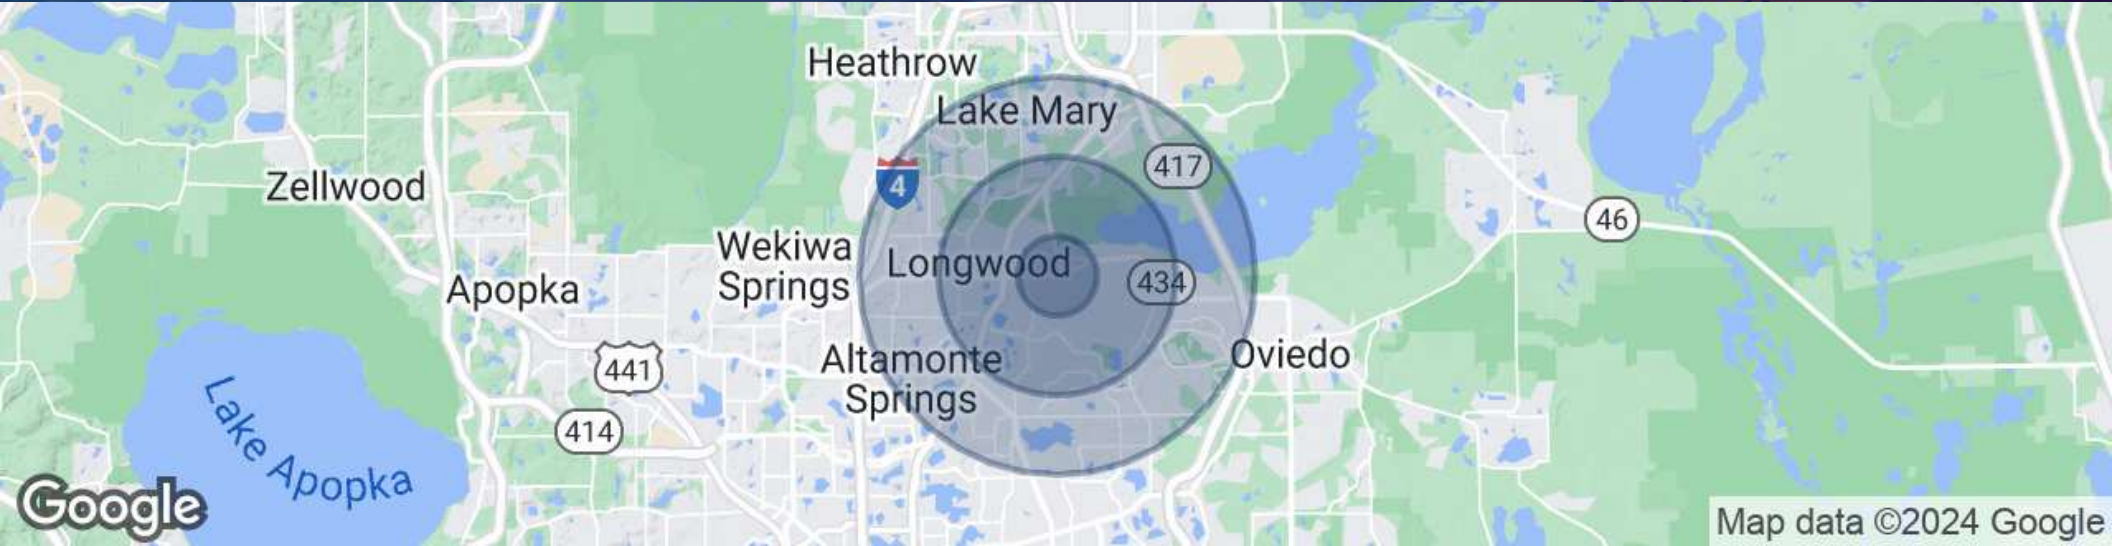 Heathrow
Lake Mary
417
4
Zellwood
46
Wekiwa
Springs
Longwood
434
Apopka
Oviedo
441
Altamonte
Springs
414
Lake Apopka
Google
Map data ©2024 Google